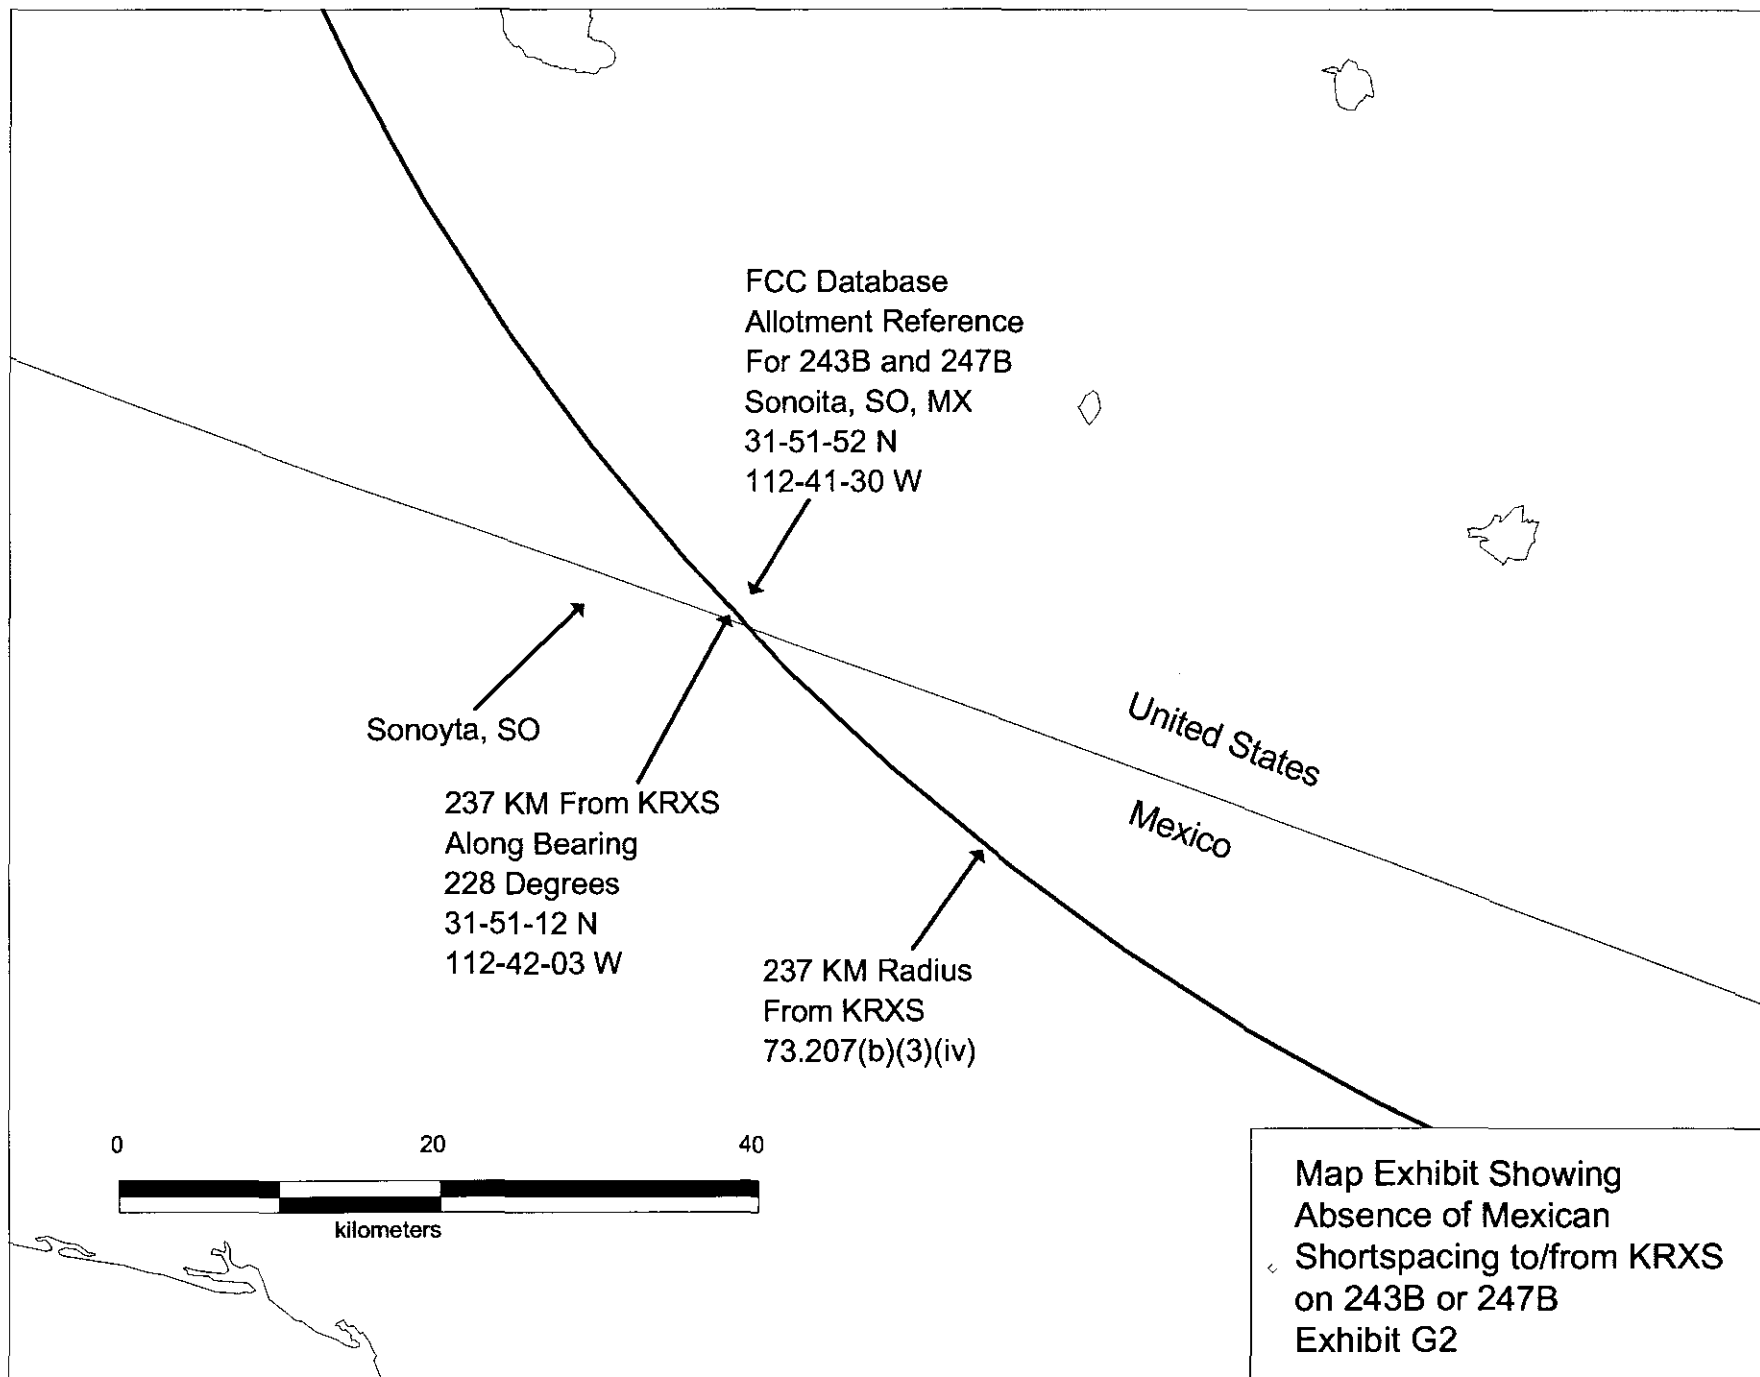 FCC Database
Allotment Reference
For 243B and 247B
Sonoita, SO, MX
31-51-52 N
112-41-30 W
Sonoyta, SO
United States
Mexico
237 KM From KRXS
Along Bearing
228 Degrees
31-51-12 N
112-42-03 W
237 KM Radius
From KRXS
73.207(b)(3)(iv)
0 20 40
kilometers
Map Exhibit Showing
Absence of Mexican
Shortspacing to/from KRXS
on 243B or 247B
Exhibit G2